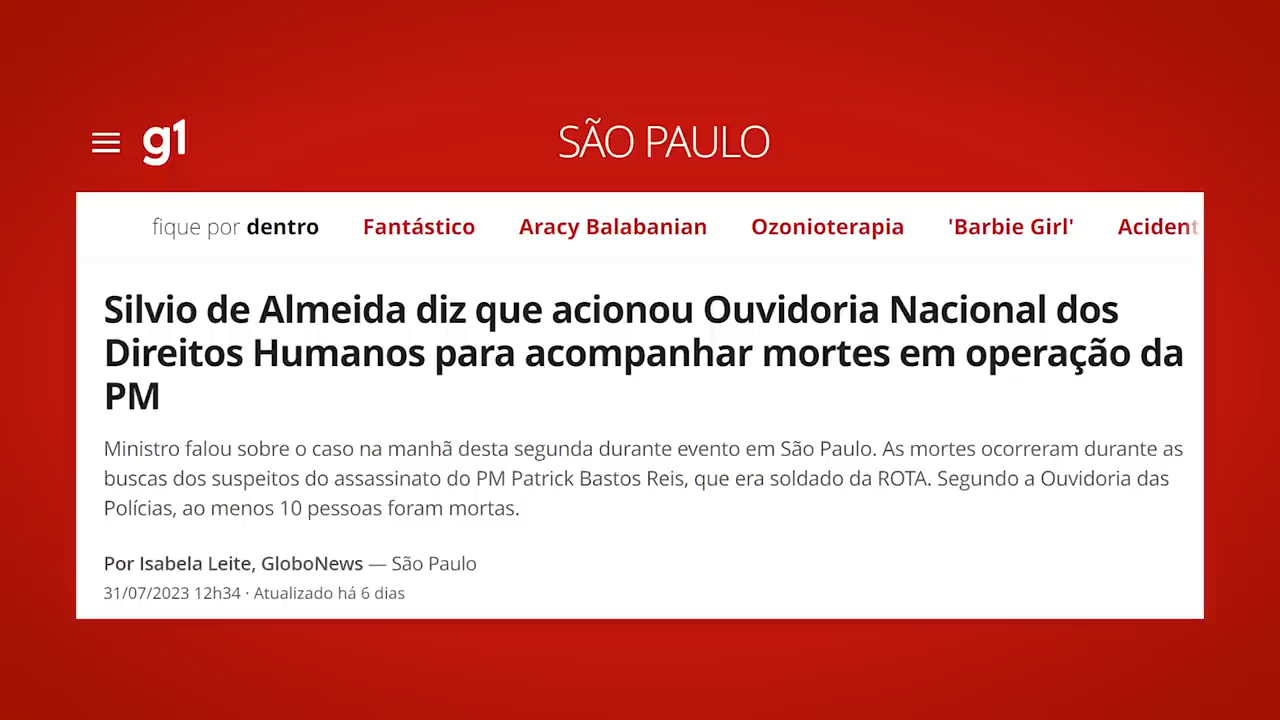 g1
SÃO PAULO
fique por dentro Fantástico Aracy Balabanian Ozonioterapia 'Barbie Girl' Acident
Silvio de Almeida diz que acionou Ouvidoria Nacional dos
Direitos Humanos para acompanhar mortes em operação da
PM
Ministro falou sobre o caso na manhã desta segunda durante evento em São Paulo. As mortes ocorreram durante as
buscas dos suspeitos do assassinato do PM Patrick Bastos Reis, que era soldado da ROTA. Segundo a Ouvidoria das
Polícias, ao menos 10 pessoas foram mortas.
Por Isabela Leite, GloboNews — São Paulo
31/07/2023 12h34 · Atualizado há 6 dias